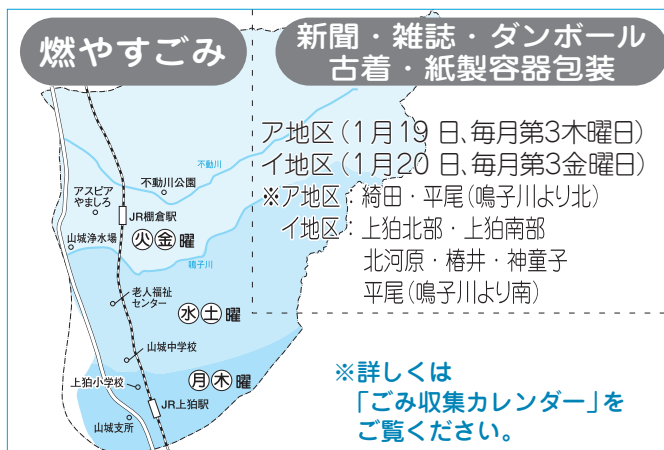 燃やすごみ
新聞・雑誌・ダンボール
古着・紙製容器包装
ア地区(1月19日、毎月第3木曜日)
イ地区(1月20日、毎月第3金曜日)
※ア地区:綺田・平尾(鳴子川より北)
イ地区:上狛北部・上狛南部
北河原・椿井・神童子
平尾(鳴子川より南)
不動川
不動川公園
アスピア
やましろ
JR棚倉駅
山城浄水場
火金曜
鳴子川
老人福祉
センター
水土曜
山城中学校
月木曜
上狛小学校
JR上狛駅
山城支所
※詳しくは
「ごみ収集カレンダー」を
ご覧ください。